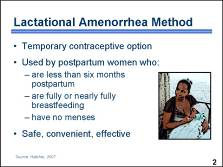 Lactational Amenorrhea Method
• Temporary contraceptive option
• Used by postpartum women who:
– are less than six months
postpartum
– are fully or nearly fully
breastfeeding
– have no menses
• Safe, convenient, effective
Source: Hatcher, 2007
2